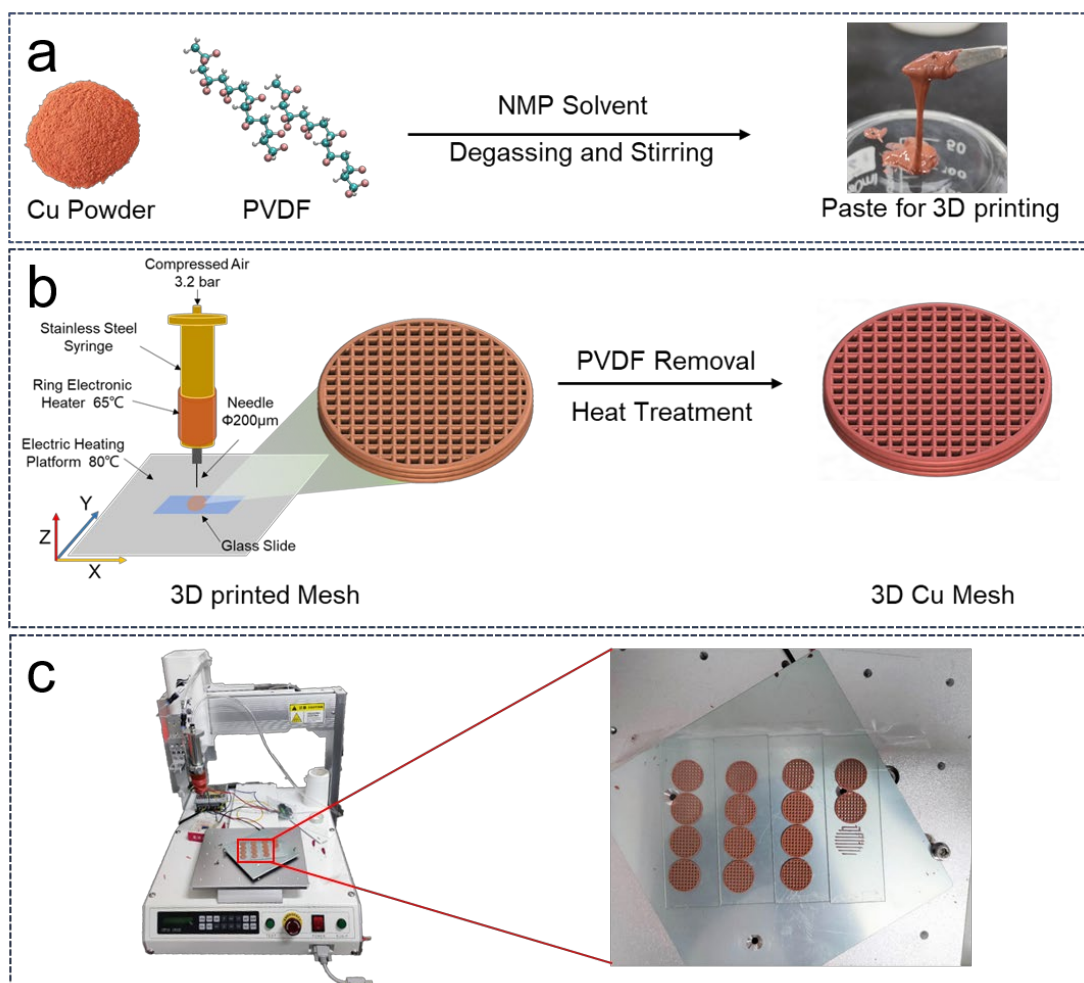 a
Cu Powder
PVDF
NMP Solvent
Degassing and Stirring
Paste for 3D printing
b
Compressed Air
3.2 bar
Stainless Steel
Syringe
Ring Electronic
Heater 65℃
Needle
Φ200μm
Electric Heating
Platform 80℃
Glass Slide
Z
Y
X
3D printed Mesh
PVDF Removal
Heat Treatment
3D Cu Mesh
c